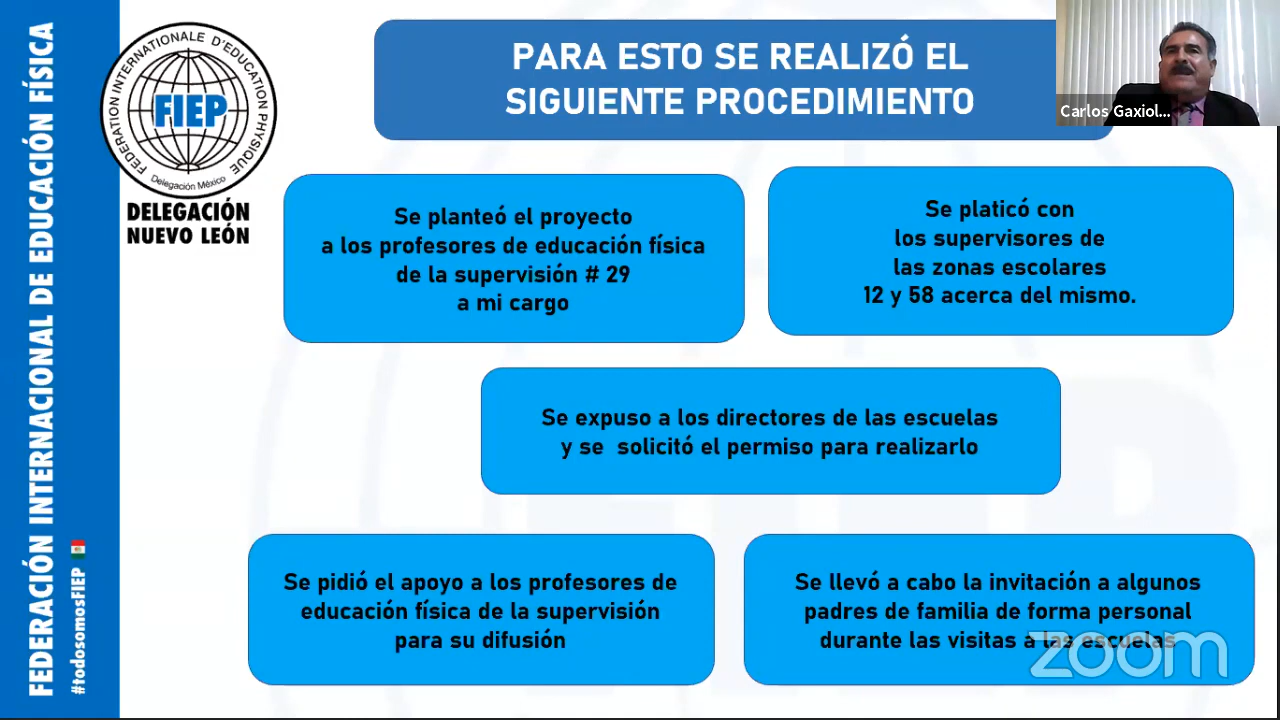 FEDERACIÓN INTERNACIONAL DE EDUCACIÓN FÍSICA
#todosomosFIEP
FEDERATION INTERNATIONALE D'EDUCATION PHYSIQUE
FIEP
Delegación México
DELEGACIÓN
NUEVO LEÓN
PARA ESTO SE REALIZÓ EL
SIGUIENTE PROCEDIMIENTO
Carlos Gaxiol...
Se planteó el proyecto
a los profesores de educación física
de la supervisión # 29
a mi cargo
Se platicó con
los supervisores de
las zonas escolares
12 y 58 acerca del mismo.
Se expuso a los directores de las escuelas
y se solicitó el permiso para realizarlo
Se pidió el apoyo a los profesores de
educación física de la supervisión
para su difusión
Se llevó a cabo la invitación a algunos
padres de familia de forma personal
durante las visitas a las escuelas
zoom